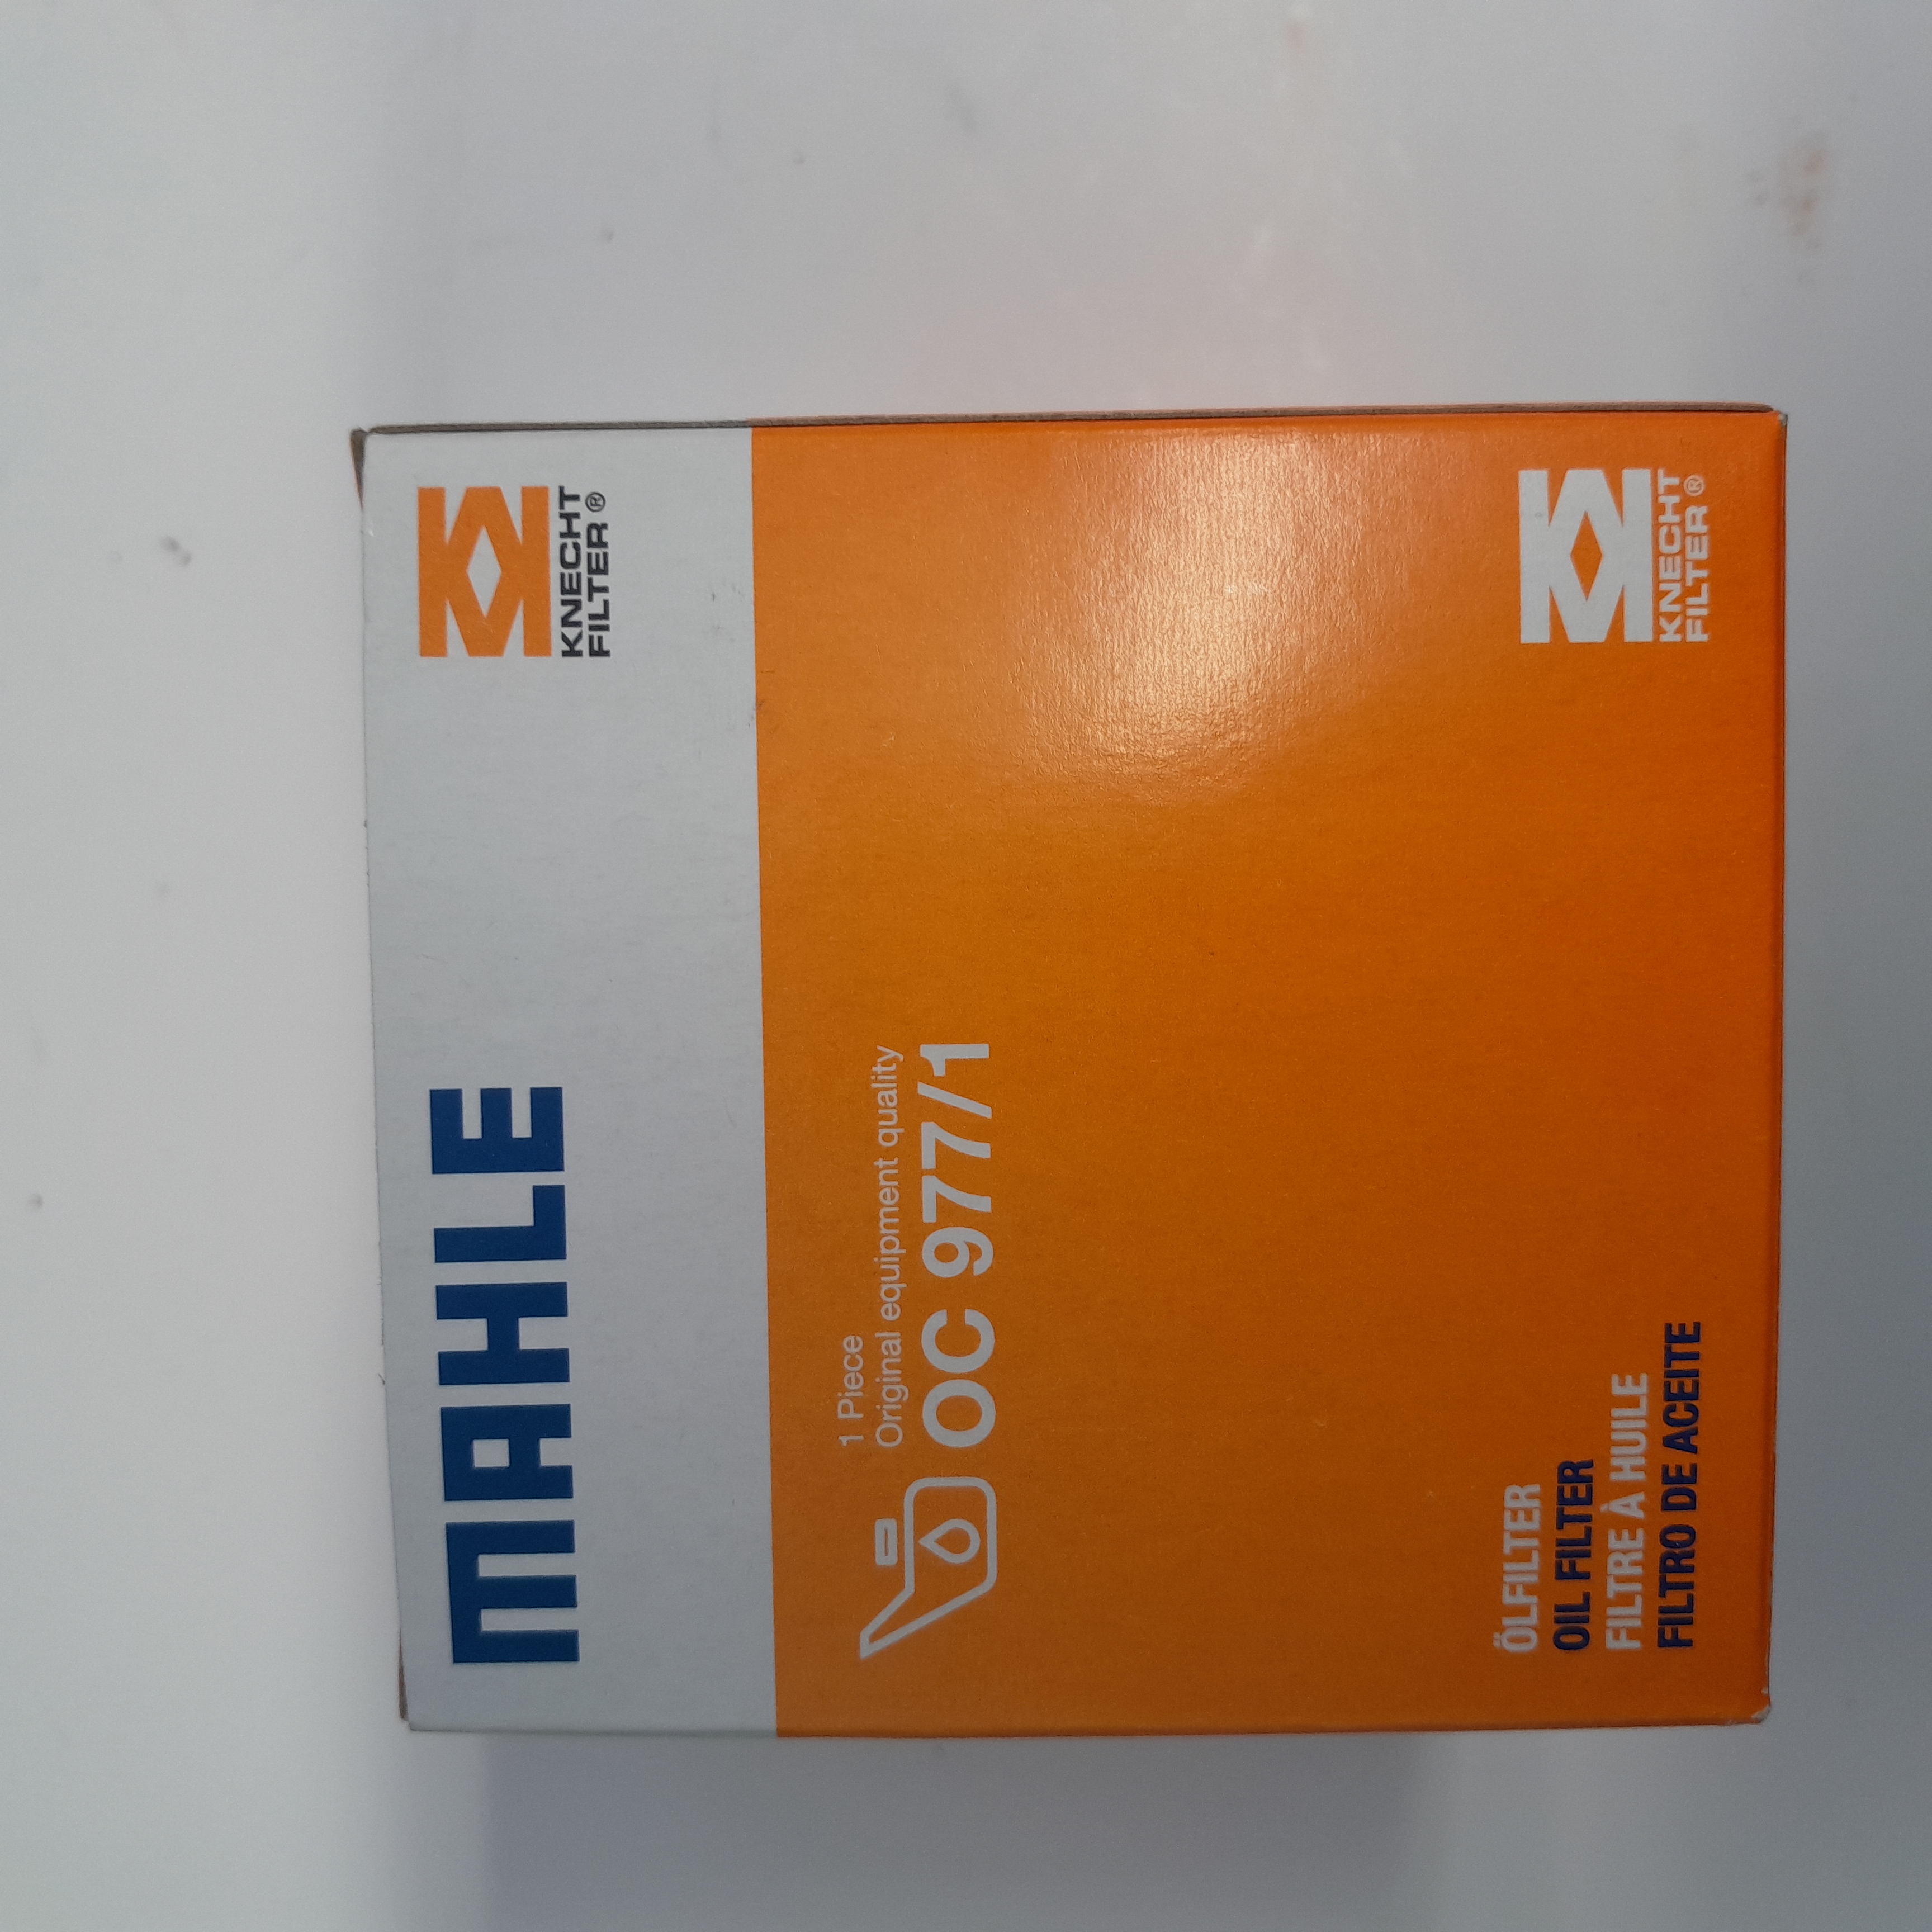 MAHLE
KNECHT
FILTER®
1 Piece
Original equipment quality
OC 977/1
ÖLFILTER
OIL FILTER
FILTRE À HUILE
FILTRO DE ACEITE
KNECHT
FILTER®